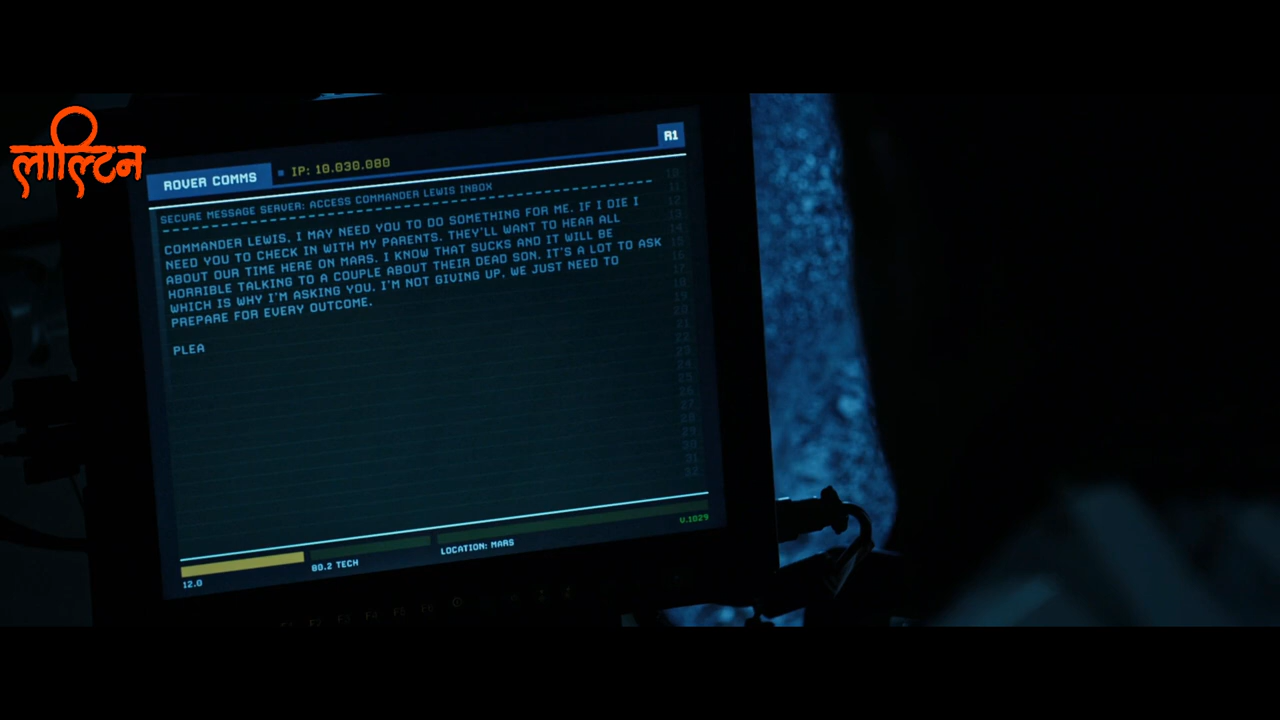 लाल्टिन
ROVER COMMS
IP: 10.030.080
R1
SECURE MESSAGE SERVER: ACCESS COMMANDER LEWIS INBOX
COMMANDER LEWIS, I MAY NEED YOU TO DO SOMETHING FOR ME. IF I DIE I
NEED YOU TO CHECK IN WITH MY PARENTS. THEY'LL WANT TO HEAR ALL
ABOUT OUR TIME HERE ON MARS. I KNOW THAT SUCKS AND IT WILL BE
HORRIBLE TALKING TO A COUPLE ABOUT THEIR DEAD SON. IT'S A LOT TO ASK
WHICH IS WHY I'M ASKING YOU. I'M NOT GIVING UP, WE JUST NEED TO
PREPARE FOR EVERY OUTCOME.
PLEA
12.0
80.2 TECH
LOCATION: MARS
V.1029